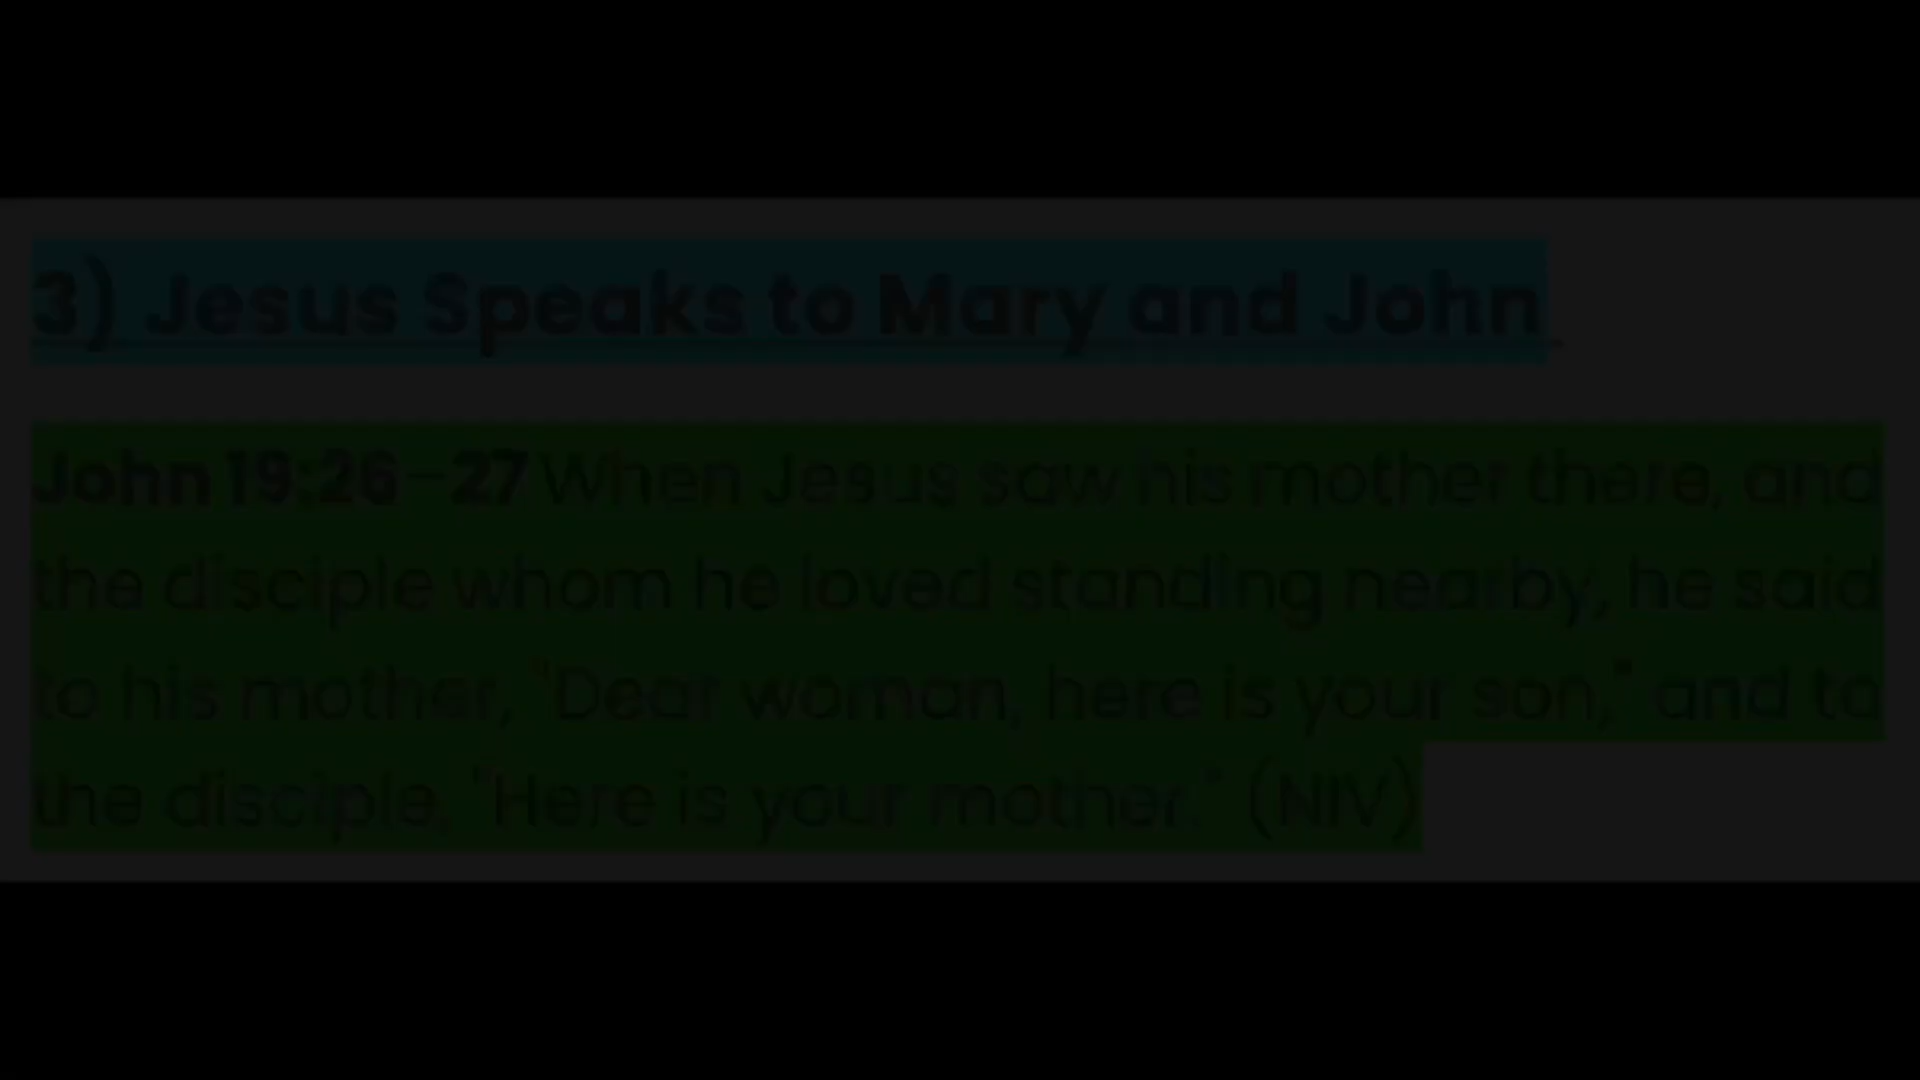 3) Jesus Speaks to Mary and John
John 19:26–27 When Jesus saw his mother there, and
the disciple whom he loved standing nearby, he said
to his mother, "Dear woman, here is your son," and to
the disciple, "Here is your mother." (NIV)